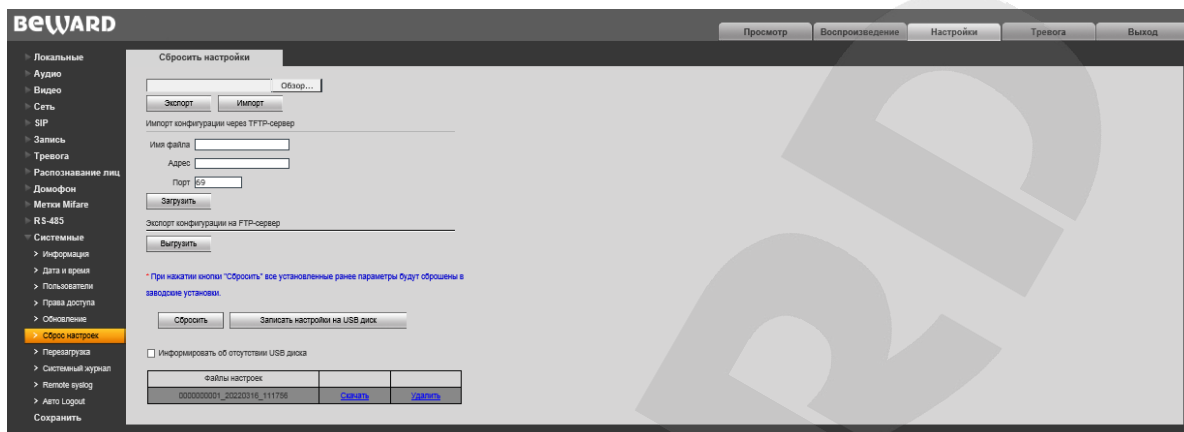 BEWARD
Просмотр Воспроизведение Настройки Тревога Выход
Локальные
Аудио
Видео
Сеть
SIP
Запись
Тревога
Распознавание лиц
Домофон
Метки Mifare
RS-485
Системные
Информация
Дата и время
Пользователи
Права доступа
Обновление
Сброс настроек
Перезагрузка
Системный журнал
Remote syslog
Авто Logout
Сохранить
Сбросить настройки
Обзор...
Экспорт Импорт
Импорт конфигурации через TFTP-сервер
Имя файла
Адрес
Порт 69
Загрузить
Экспорт конфигурации на FTP-сервер
Выгрузить
* При нажатии кнопки "Сбросить" все установленные ранее параметры будут сброшены в
заводские установки.
Сбросить Записать настройки на USB диск
Информировать об отсутствии USB диска
Файлы настроек
0000000001_20220316_111756 Скачать Удалить
RD